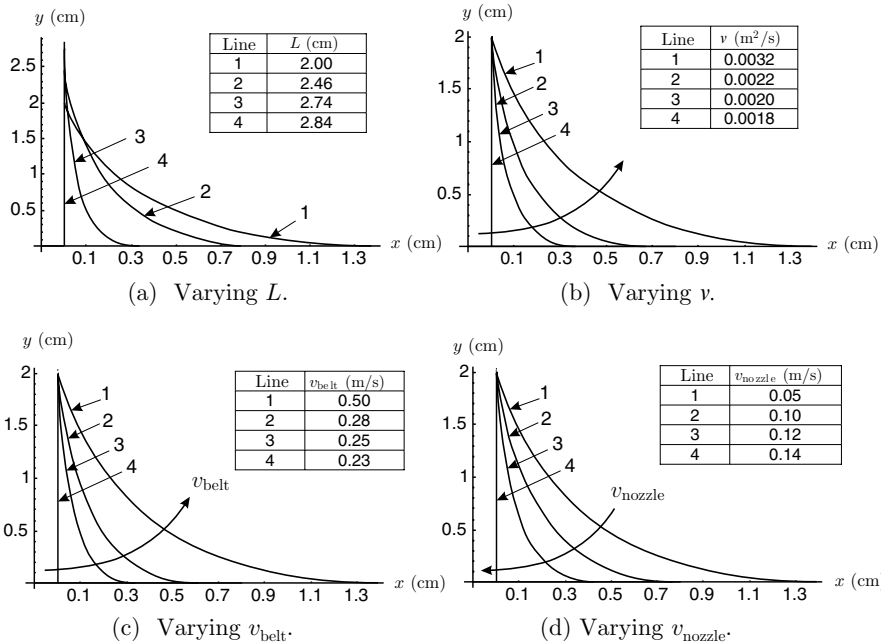 y (cm)
2.5
2
1.5
1
0.5
0.1 0.3 0.5 0.7 0.9 1.1 1.3
x (cm)
Line L (cm)
1 2.00
2 2.46
3 2.74
4 2.84
3
4
2
1
(a) Varying L.
y (cm)
2
1.5
1
0.5
0.1 0.3 0.5 0.7 0.9 1.1 1.3
x (cm)
Line ν (m²/s)
1 0.0032
2 0.0022
3 0.0020
4 0.0018
1
2
3
4
(b) Varying ν.
y (cm)
2
1.5
1
0.5
0.1 0.3 0.5 0.7 0.9 1.1 1.3
x (cm)
Line v_belt (m/s)
1 0.50
2 0.28
3 0.25
4 0.23
1
2
3
4
v_belt
(c) Varying v_belt.
y (cm)
2
1.5
1
0.5
0.1 0.3 0.5 0.7 0.9 1.1 1.3
x (cm)
Line v_nozzle (m/s)
1 0.05
2 0.10
3 0.12
4 0.14
1
2
3
4
v_nozzle
(d) Varying v_nozzle.